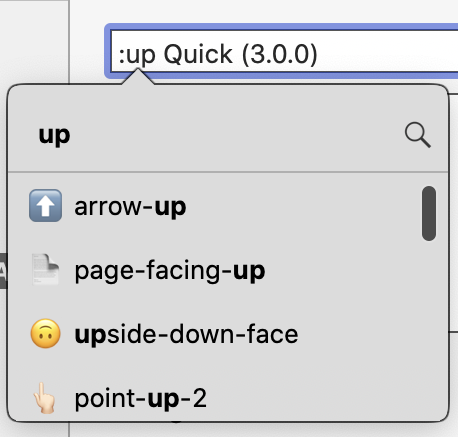 :up Quick (3.0.0)
up
arrow-up
page-facing-up
upside-down-face
point-up-2